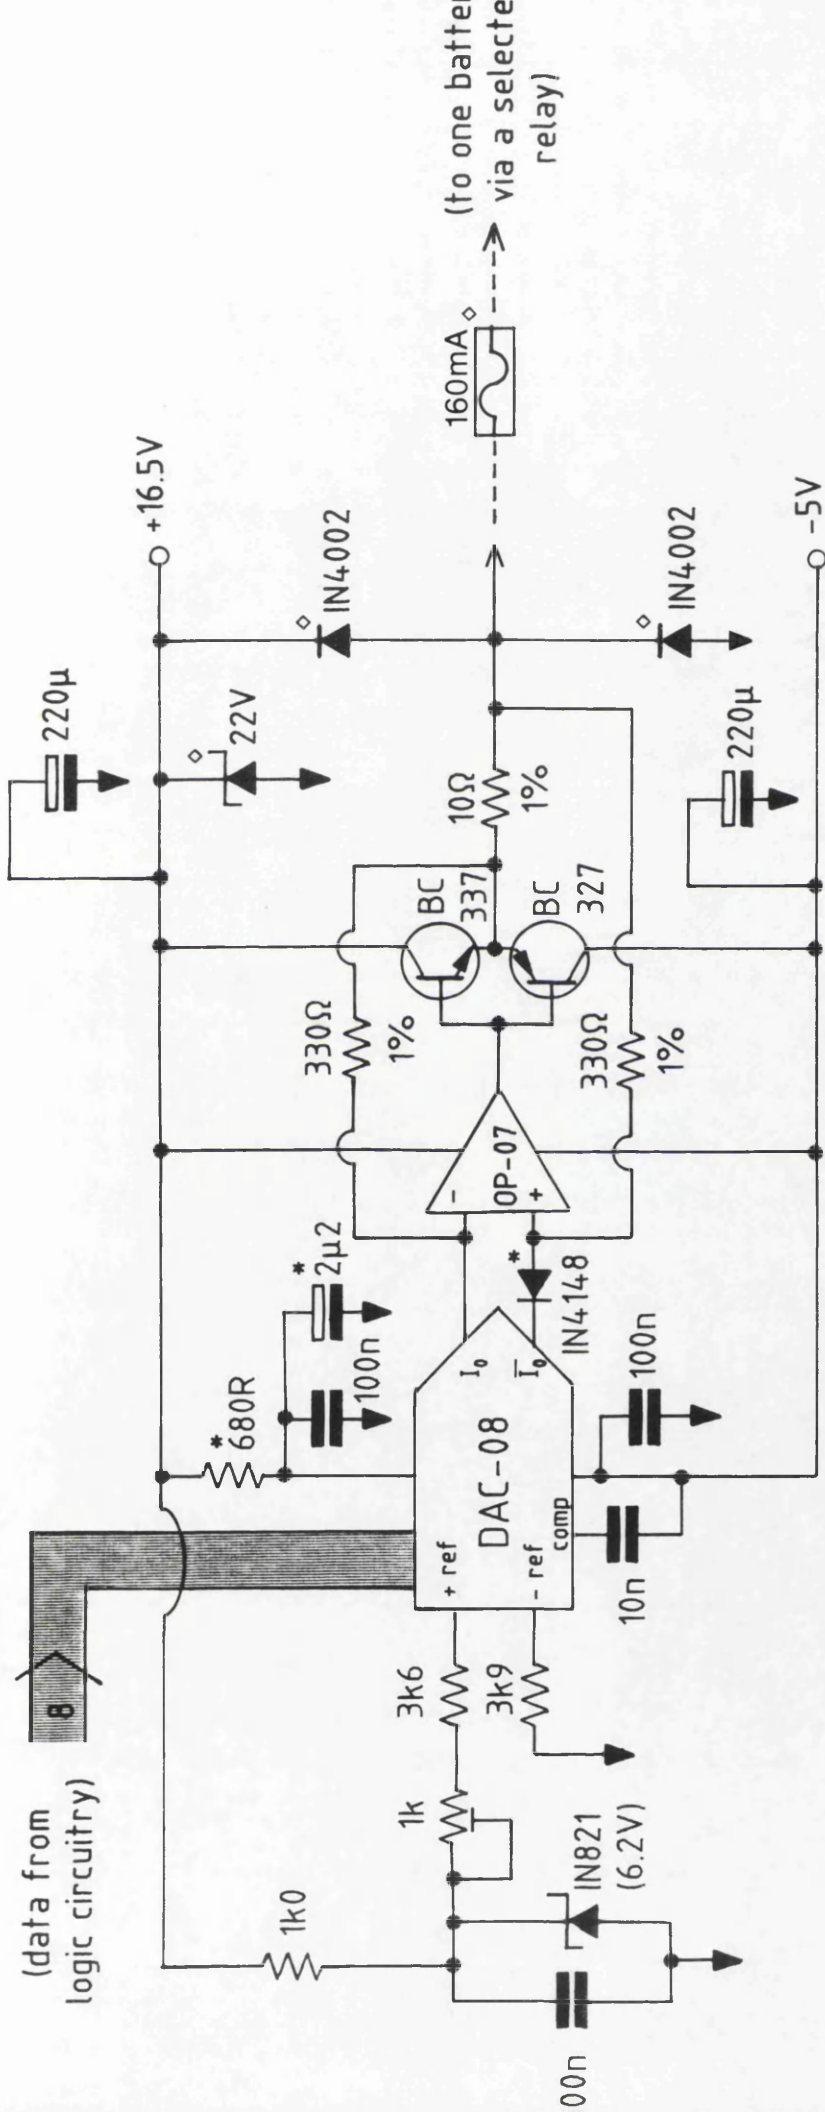 (data from
logic circuitry)
8
1k0
00n
IN821
(6.2V)
1k
3k6
3k9
+ ref
- ref
comp
DAC-08
I₀
I̅₀
10n
100n
* 680R
100n
* 2µ2
*
IN4148
-
OP-07
+
330Ω
1%
330Ω
1%
BC
337
BC
327
10Ω
1%
220µ
22V
◇
220µ
IN4002
◇
IN4002
◇
+16.5V
-5V
160mA ◇
(to one batter
via a selecte
relay)